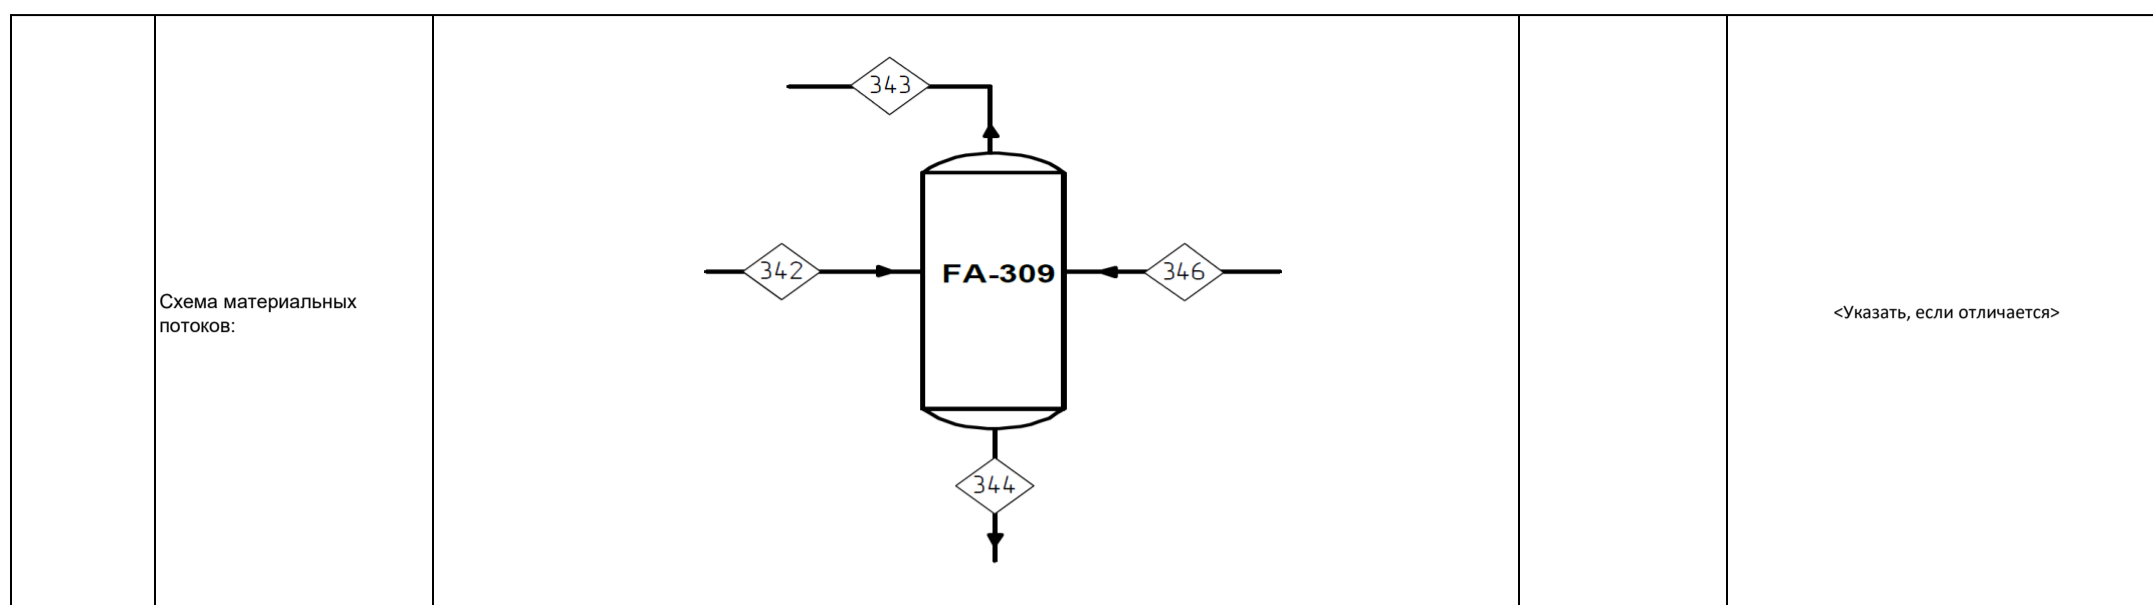 343
342
FA-309
346
Схема материальных
потоков:
<Указать, если отличается>
344